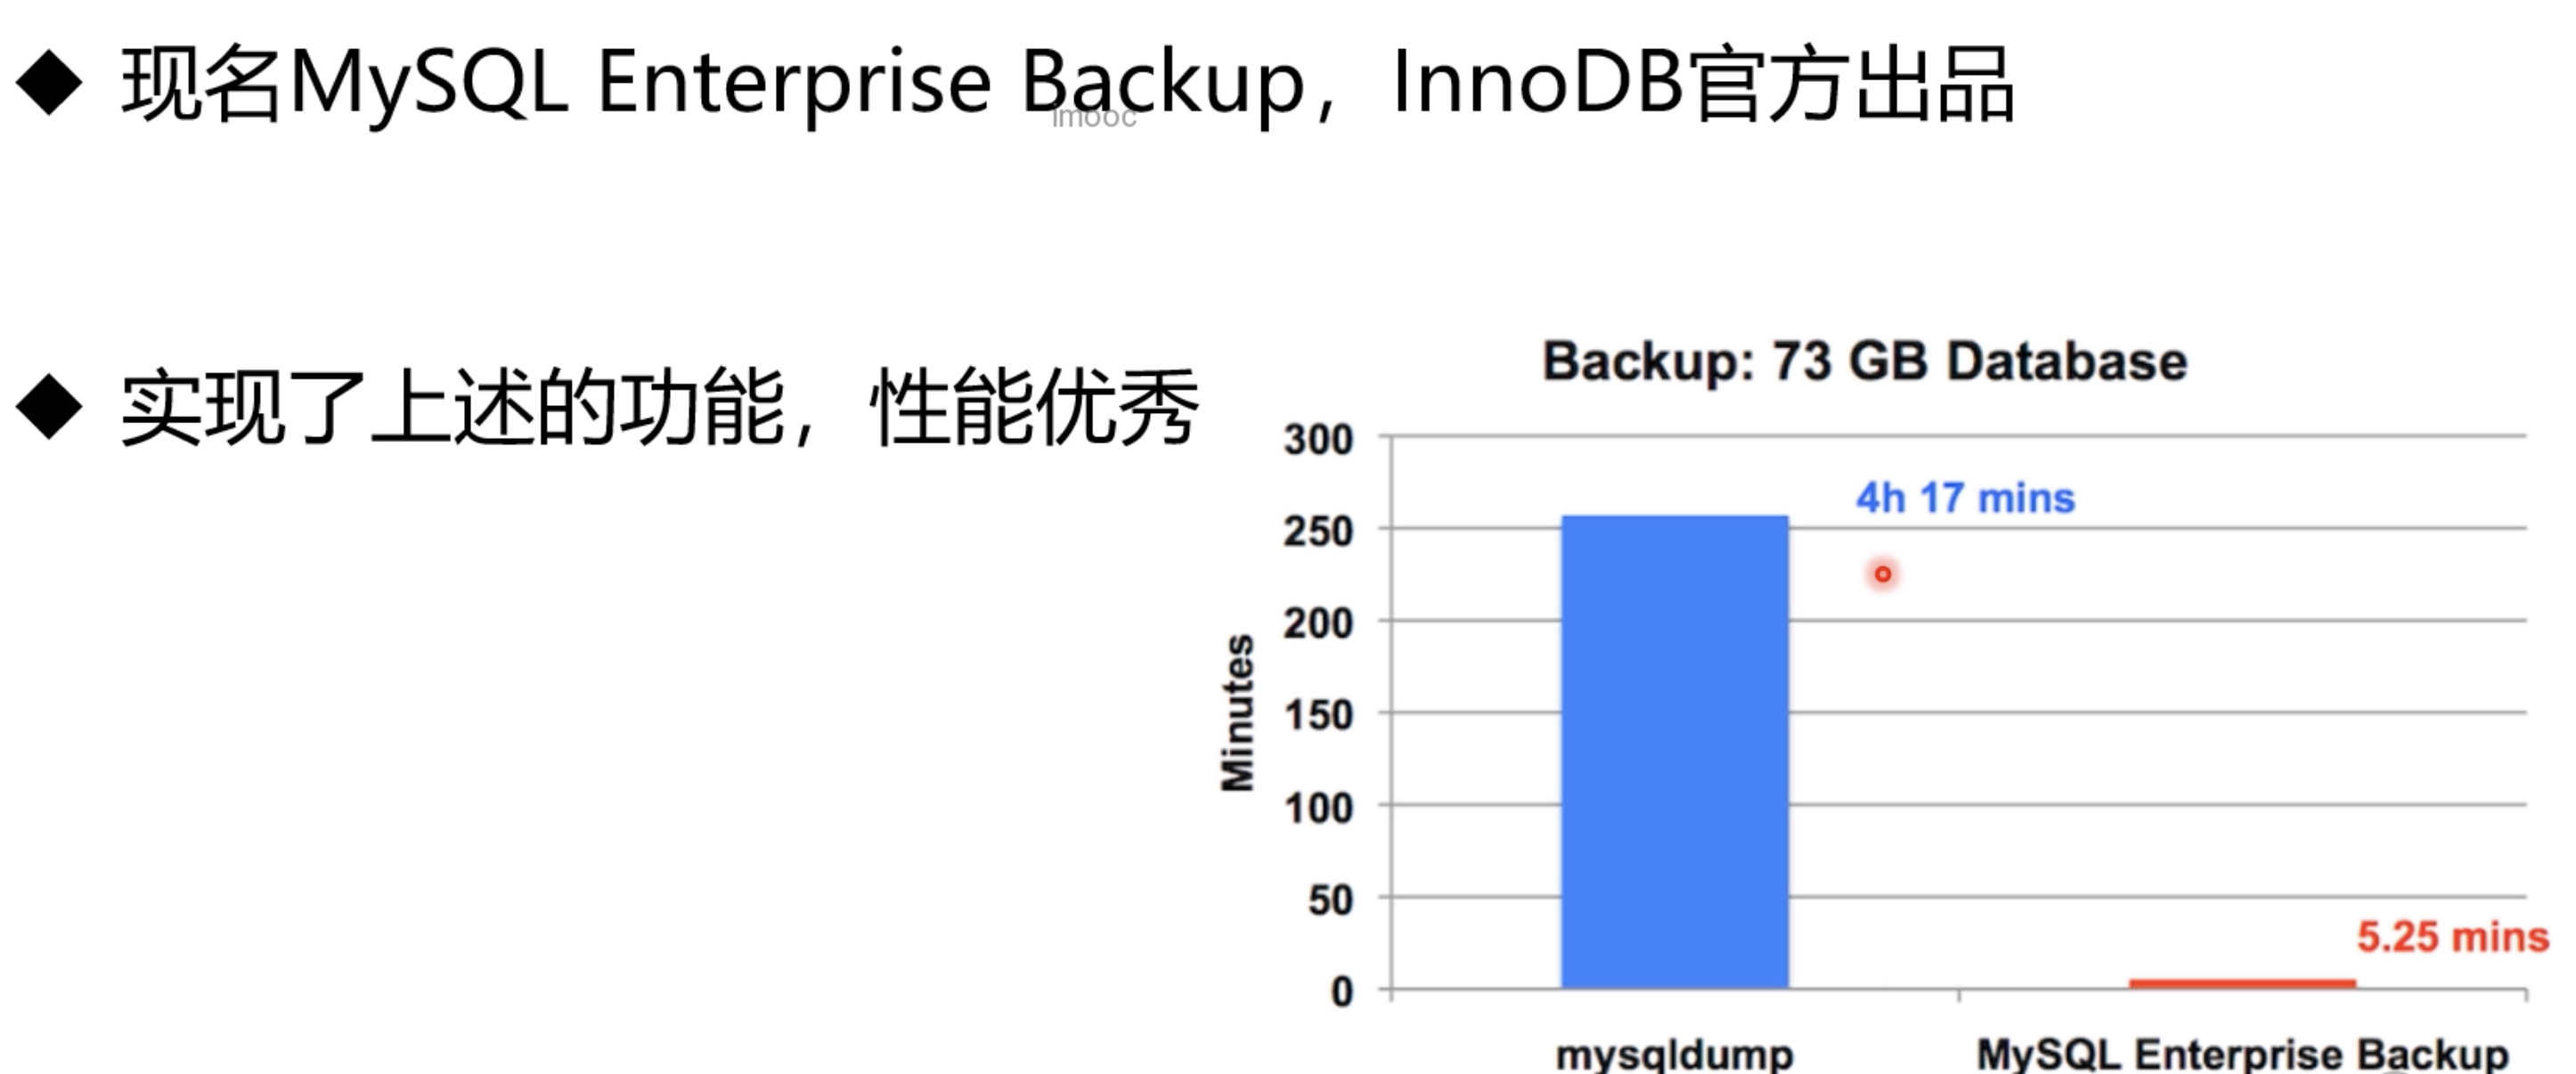 现名MySQL Enterprise Backup，InnoDB官方出品
imooc
实现了上述的功能，性能优秀
Backup: 73 GB Database
300
4h 17 mins
250
200
Minutes
150
100
50
5.25 mins
0
mysqldump
MySQL Enterprise Backup